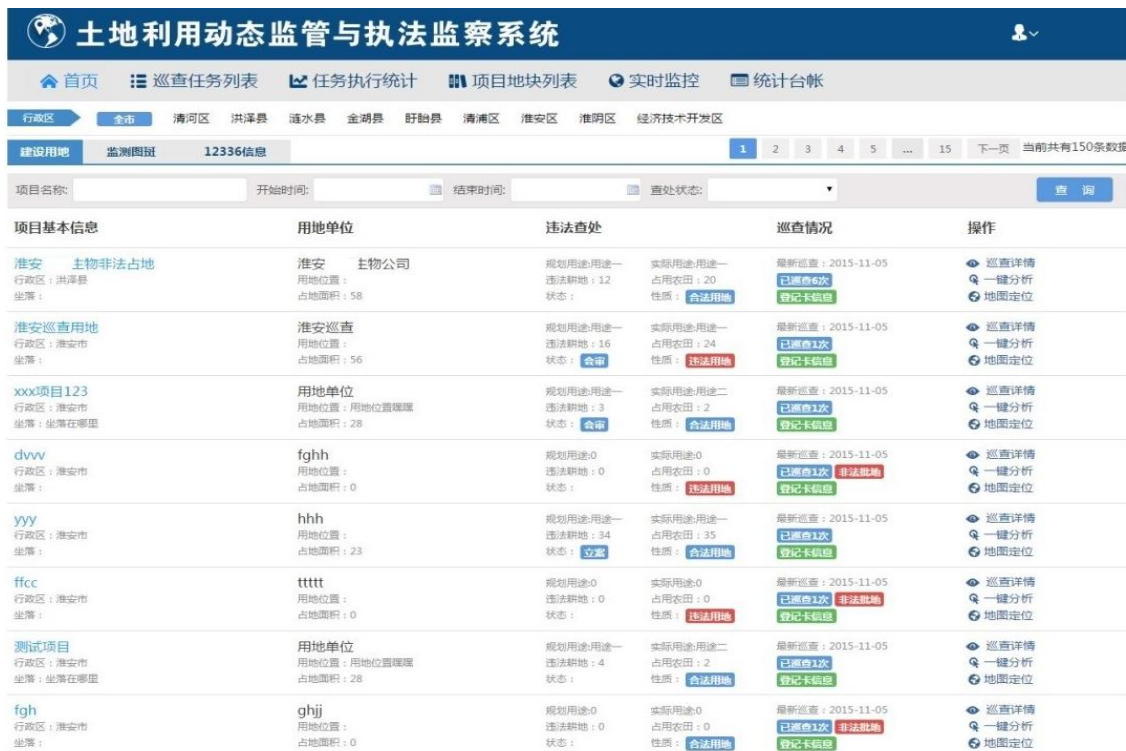 土地利用动态监管与执法监察系统
首页 巡查任务列表 任务执行统计 项目地块列表 实时监控 统计台帐
行政区 全市 清河区 洪泽县 涟水县 金湖县 盱眙县 清浦区 淮安区 淮阴区 经济技术开发区
建设用地 监测图斑 12336信息 1 2 3 4 5 ... 15 下一页 当前共有150条数据
项目名称: 开始时间: 结束时间: 查处状态: 查 询
项目基本信息 用地单位 违法查处 巡查情况 操作
淮安 主物非法占地 淮安 主物公司 规划用途:用途一 实际用途:用途一 最新巡查:2015-11-05 巡查详情
行政区:洪泽县 用地位置: 违法耕地:12 占用农田:20 已巡查6次 一键分析
坐落: 占地面积:58 状态: 性质: 合法用地 登记卡信息 地图定位
淮安巡查用地 淮安巡查 规划用途:用途一 实际用途:用途一 最新巡查:2015-11-05 巡查详情
行政区:淮安市 用地位置: 违法耕地:16 占用农田:24 已巡查1次 一键分析
坐落: 占地面积:56 状态: 会审 性质: 违法用地 登记卡信息 地图定位
xxx项目123 用地单位 规划用途:用途一 实际用途:用途二 最新巡查:2015-11-05 巡查详情
行政区:淮安市 用地位置:用地位置嘿嘿 违法耕地:3 占用农田:2 已巡查1次 一键分析
坐落:坐落在哪里 占地面积:28 状态: 会审 性质: 合法用地 登记卡信息 地图定位
dvvv fghh 规划用途:0 实际用途:0 最新巡查:2015-11-05 巡查详情
行政区:淮安市 用地位置: 违法耕地:0 占用农田:0 已巡查1次 非法批地 一键分析
坐落: 占地面积:0 状态: 性质: 违法用地 登记卡信息 地图定位
yyy hhh 规划用途:用途一 实际用途:用途一 最新巡查:2015-11-05 巡查详情
行政区:淮安市 用地位置: 违法耕地:34 占用农田:35 已巡查1次 一键分析
坐落: 占地面积:23 状态: 立案 性质: 合法用地 登记卡信息 地图定位
ffcc ttttt 规划用途:0 实际用途:0 最新巡查:2015-11-05 巡查详情
行政区:淮安市 用地位置: 违法耕地:0 占用农田:0 已巡查1次 非法批地 一键分析
坐落: 占地面积:0 状态: 性质: 违法用地 登记卡信息 地图定位
测试项目 用地单位 规划用途:用途一 实际用途:用途二 最新巡查:2015-11-05 巡查详情
行政区:淮安市 用地位置:用地位置嘿嘿 违法耕地:4 占用农田:2 已巡查1次 一键分析
坐落:坐落在哪里 占地面积:28 状态: 性质: 合法用地 登记卡信息 地图定位
fgh ghjj 规划用途:0 实际用途:0 最新巡查:2015-11-05 巡查详情
行政区:淮安市 用地位置: 违法耕地:0 占用农田:0 已巡查1次 非法批地 一键分析
坐落: 占地面积:0 状态: 性质: 合法用地 登记卡信息 地图定位